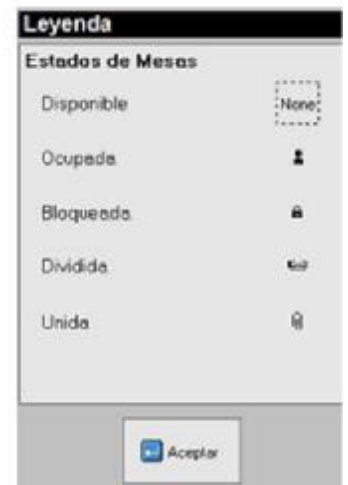 Leyenda
Estados de Mesas
Disponible None
Ocupada
Bloqueada
Dividida
Unida
Aceptar